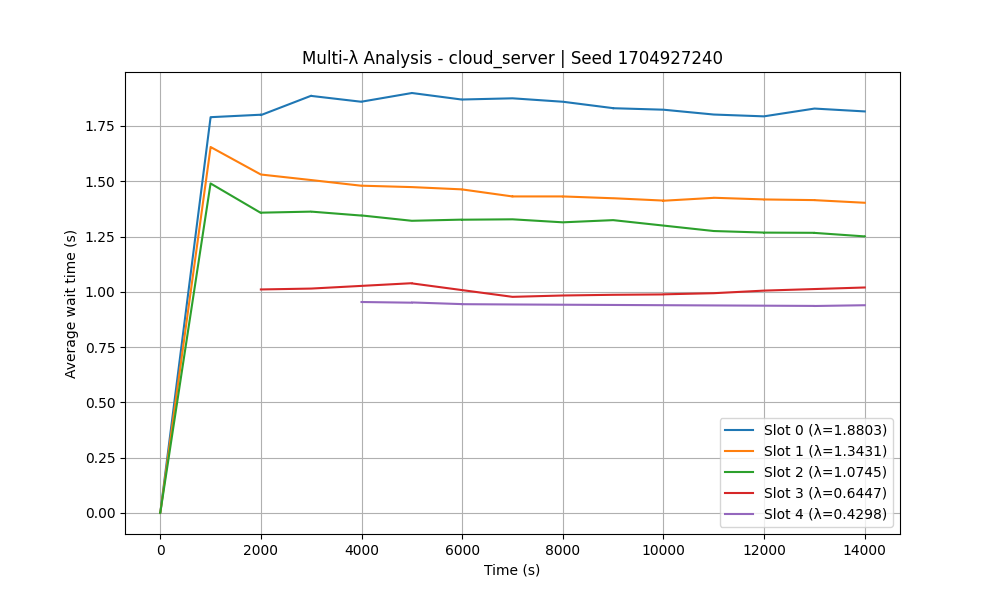 Multi-λ Analysis - cloud_server | Seed 1704927240
Average wait time (s)
1.75
1.50
1.25
1.00
0.75
0.50
0.25
0.00
Slot 0 (λ=1.8803)
Slot 1 (λ=1.3431)
Slot 2 (λ=1.0745)
Slot 3 (λ=0.6447)
Slot 4 (λ=0.4298)
0 2000 4000 6000 8000 10000 12000 14000
Time (s)